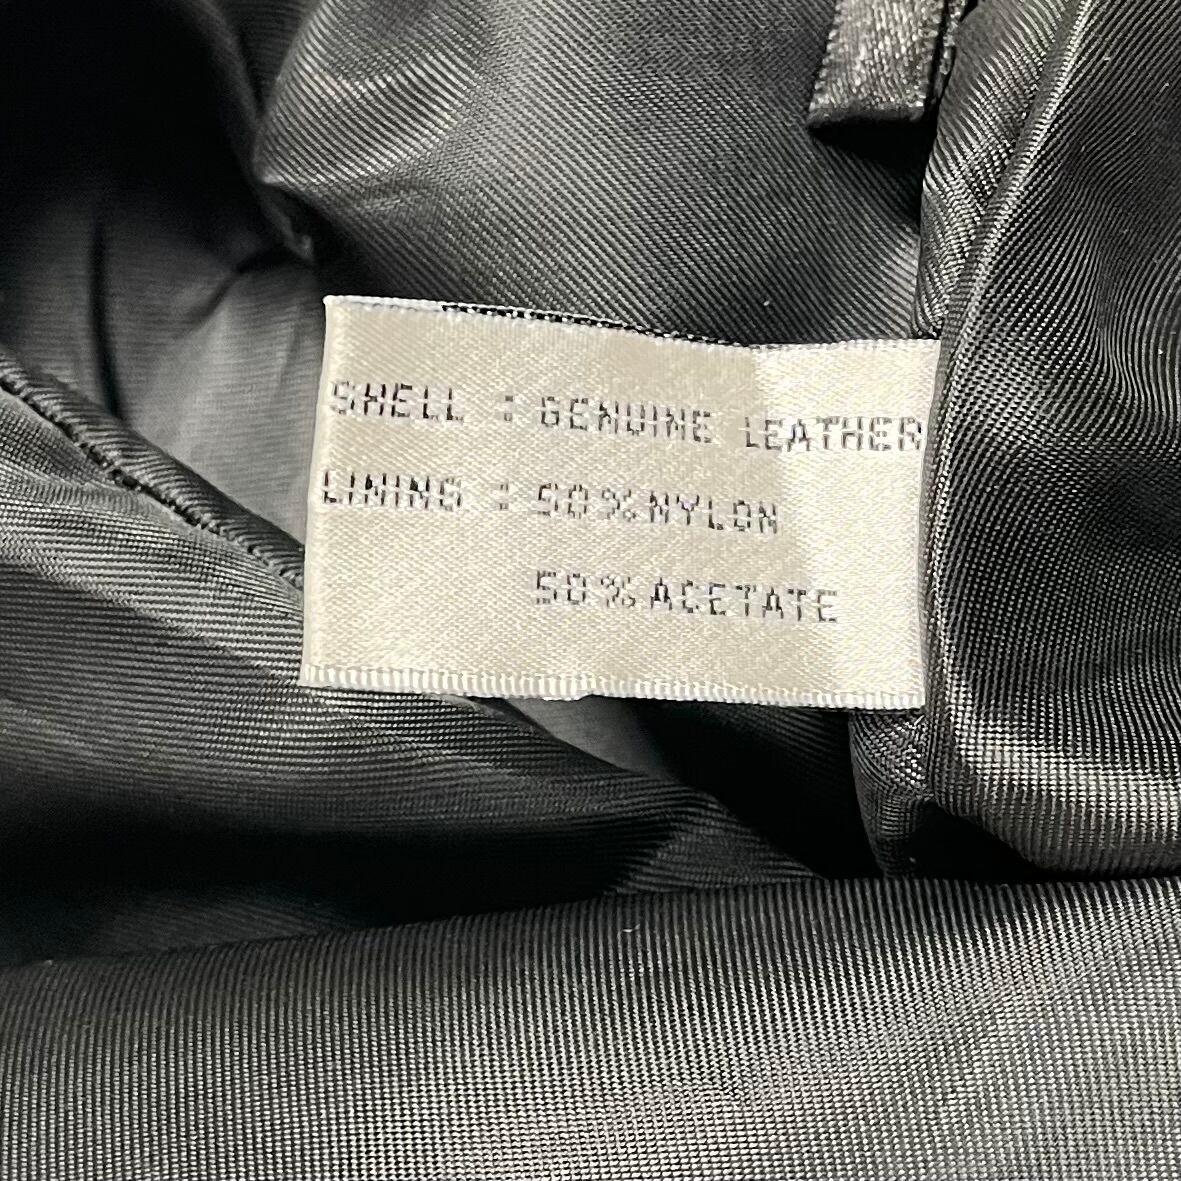 SHELL : GENUINE LEATHER
LINING : 50%NYLON
50%ACETATE